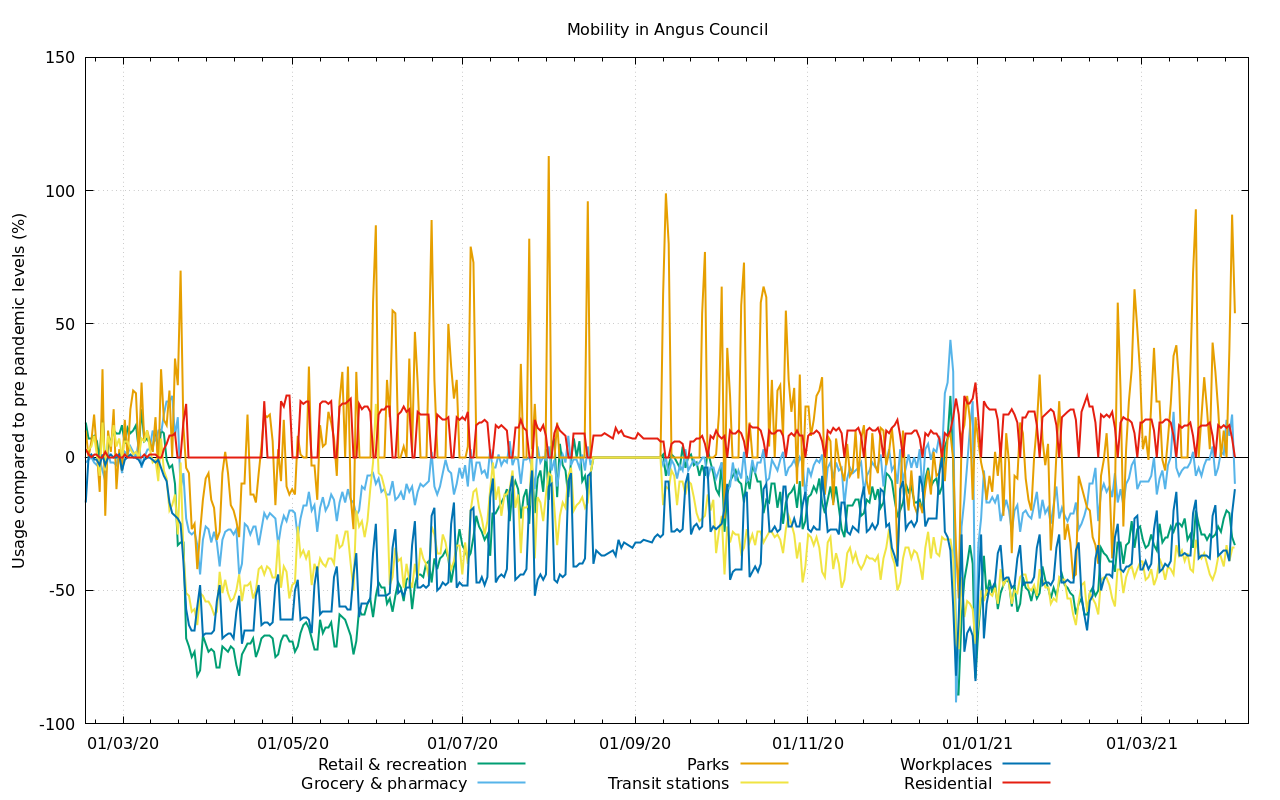 Mobility in Angus Council
Usage compared to pre pandemic levels (%)
150
100
50
0
-50
-100
01/03/20 01/05/20 01/07/20 01/09/20 01/11/20 01/01/21 01/03/21
Retail & recreation Parks Workplaces
Grocery & pharmacy Transit stations Residential